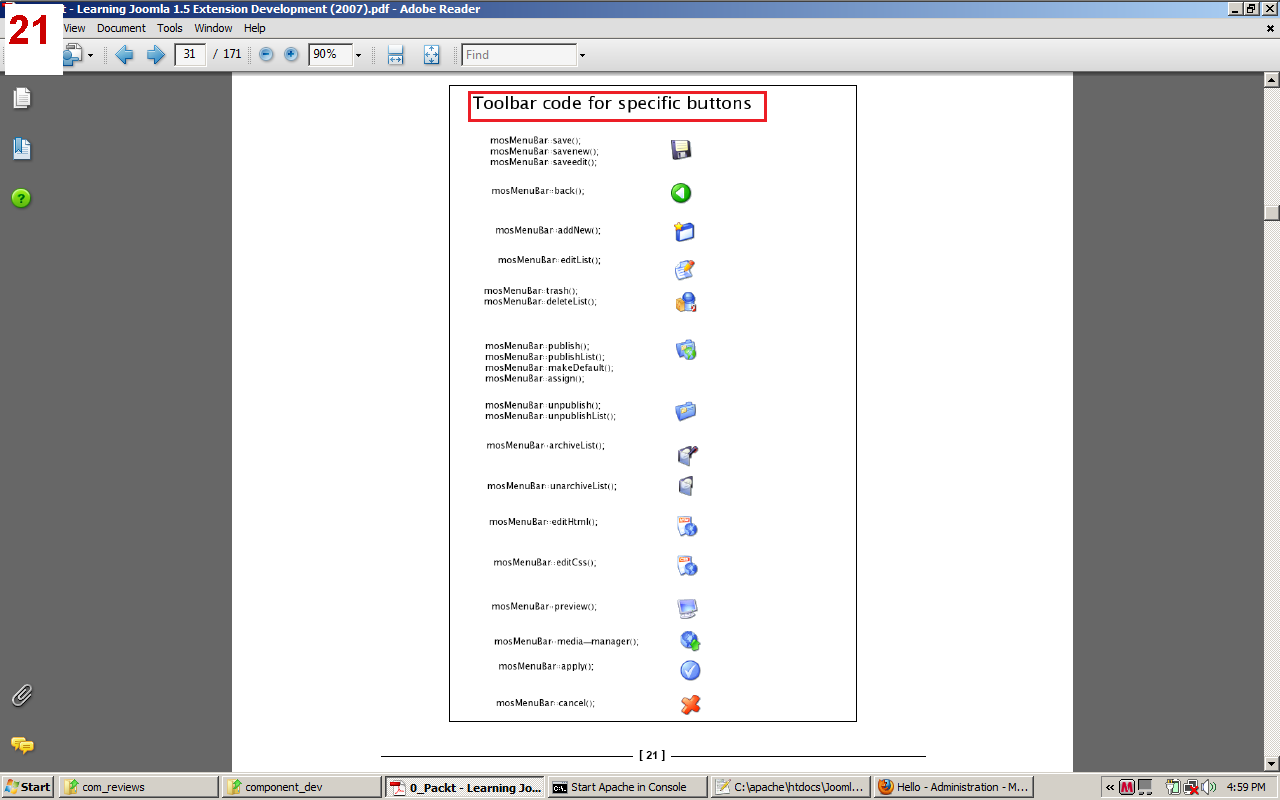 t - Learning Joomla 1.5 Extension Development (2007).pdf - Adobe Reader
21
View Document Tools Window Help
31 / 171 90% Find
Toolbar code for specific buttons
mosMenuBar::save();
mosMenuBar::savenew();
mosMenuBar::saveedit();
mosMenuBar::back();
mosMenuBar::addNew();
mosMenuBar::editList();
mosMenuBar::trash();
mosMenuBar::deleteList();
mosMenuBar::publish();
mosMenuBar::publishList();
mosMenuBar::makeDefault();
mosMenuBar::assign();
mosMenuBar::unpublish();
mosMenuBar::unpublishList();
mosMenuBar::archiveList();
mosMenuBar::unarchiveList();
mosMenuBar::editHtml();
mosMenuBar::editCss();
mosMenuBar::preview();
mosMenuBar::media—manager();
mosMenuBar::apply();
mosMenuBar::cancel();
[ 21 ]
Start com_reviews component_dev 0_Packt - Learning Jo... Start Apache in Console C:\apache\htdocs\Jooml... Hello - Administration - M... « M 4:59 PM